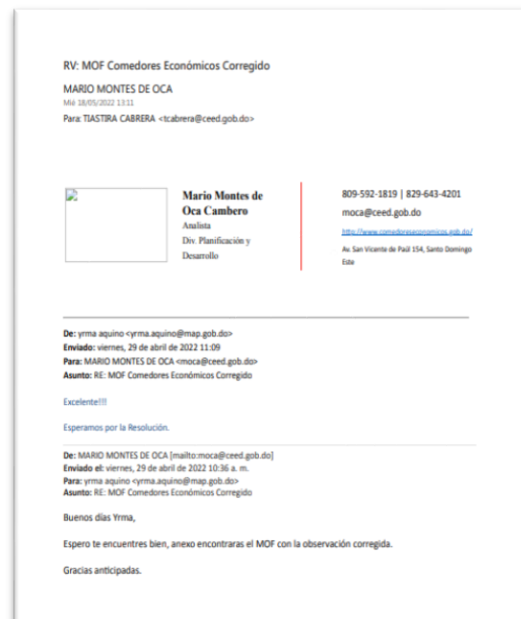 RV: MOF Comedores Económicos Corregido
MARIO MONTES DE OCA
Mié 18/05/2022 13:11
Para: TIASTIRA CABRERA <tcabrera@ceed.gob.do>
Mario Montes de
Oca Cambero
Analista
Div. Planificación y
Desarrollo
809-592-1819 | 829-643-4201
moca@ceed.gob.do
http://www.comedoreseconomicos.gob.do/
Av. San Vicente de Paúl 154, Santo Domingo
Este
De: yrma aquino <yrma.aquino@map.gob.do>
Enviado: viernes, 29 de abril de 2022 11:09
Para: MARIO MONTES DE OCA <moca@ceed.gob.do>
Asunto: RE: MOF Comedores Económicos Corregido
Excelente!!!
Esperamos por la Resolución.
De: MARIO MONTES DE OCA [mailto:moca@ceed.gob.do]
Enviado el: viernes, 29 de abril de 2022 10:36 a. m.
Para: yrma aquino <yrma.aquino@map.gob.do>
Asunto: RE: MOF Comedores Económicos Corregido
Buenos días Yrma,
Espero te encuentres bien, anexo encontraras el MOF con la observación corregida.
Gracias anticipadas.